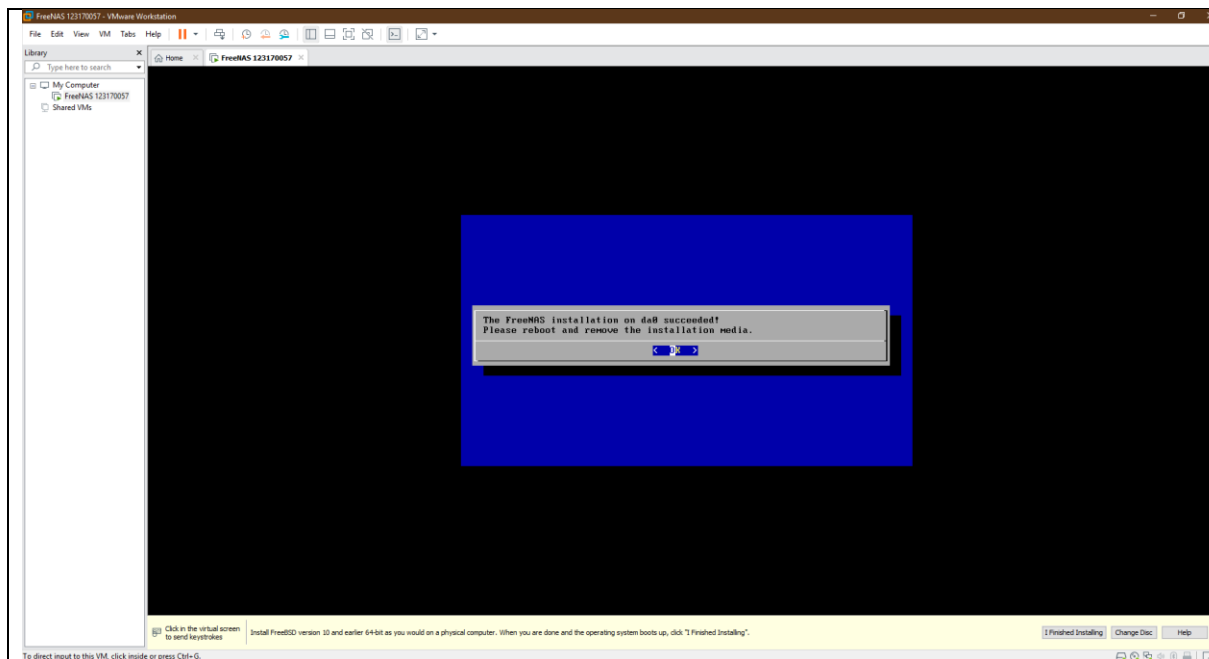 FreeNAS 123170057 - VMware Workstation
File Edit View VM Tabs Help
Library
Type here to search
My Computer
FreeNAS 123170057
Shared VMs
Home
FreeNAS 123170057
The FreeNAS installation on da0 succeeded!
Please reboot and remove the installation media.
< OK >
Click in the virtual screen
to send keystrokes
Install FreeBSD version 10 and earlier 64-bit as you would on a physical computer. When you are done and the operating system boots up, click "I Finished Installing".
I Finished Installing
Change Disc
Help
To direct input to this VM, click inside or press Ctrl+G.